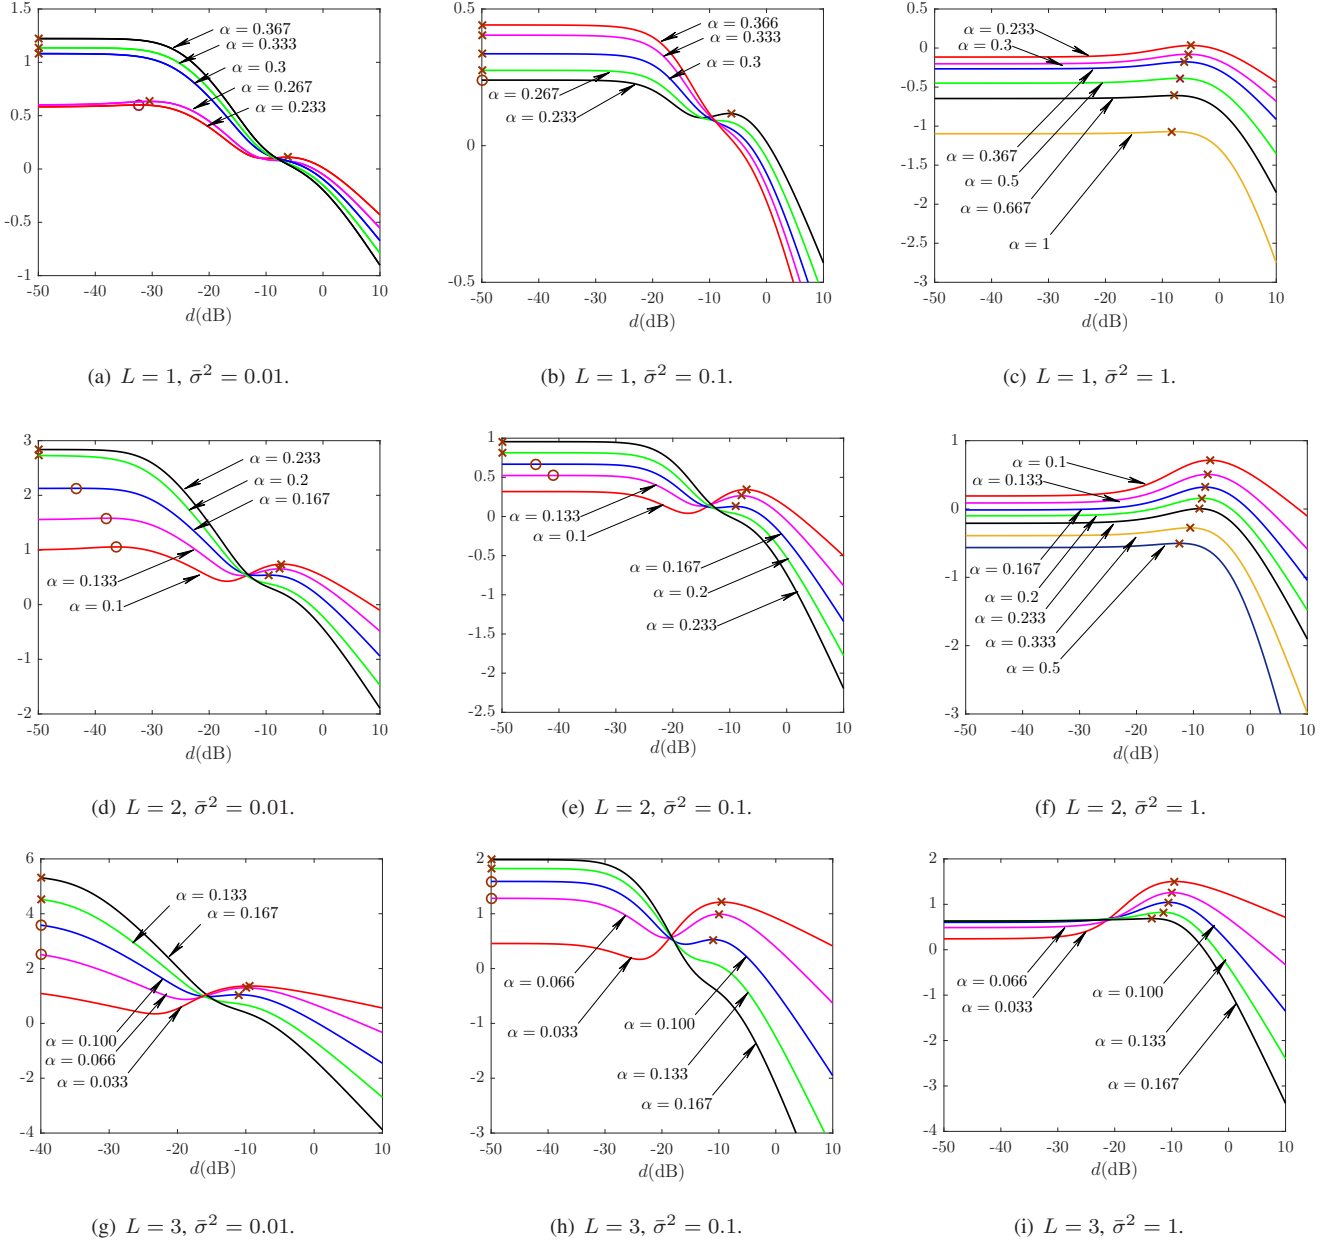 1.5
1
0.5
0
0.5
-1
-50 -40 -30 -20 -10 0 10
α = 0.367
α = 0.333
α = 0.3
α = 0.267
α = 0.233
d(dB)
(a) L = 1, σ̄² = 0.01.
0.5
0
-0.5
-50 -40 -30 -20 -10 0 10
α = 0.366
α = 0.333
α = 0.3
α = 0.267
α = 0.233
d(dB)
(b) L = 1, σ̄² = 0.1.
0.5
0
-0.5
-1
-1.5
-2
-2.5
-3
-50 -40 -30 -20 -10 0 10
α = 0.233
α = 0.3
α = 0.367
α = 0.5
α = 0.667
α = 1
d(dB)
(c) L = 1, σ̄² = 1.
3
2
1
0
-1
-2
-50 -40 -30 -20 -10 0 10
α = 0.233
α = 0.2
α = 0.167
α = 0.133
α = 0.1
d(dB)
(d) L = 2, σ̄² = 0.01.
1
0.5
0
-0.5
-1
-1.5
-2
-2.5
-50 -40 -30 -20 -10 0 10
α = 0.133
α = 0.1
α = 0.167
α = 0.2
α = 0.233
d(dB)
(e) L = 2, σ̄² = 0.1.
1
0
-1
-2
-3
-50 -40 -30 -20 -10 0 10
α = 0.1
α = 0.133
α = 0.167
α = 0.2
α = 0.233
α = 0.333
α = 0.5
d(dB)
(f) L = 2, σ̄² = 1.
6
4
2
0
-2
-4
-40 -30 -20 -10 0 10
α = 0.133
α = 0.167
α = 0.100
α = 0.066
α = 0.033
d(dB)
(g) L = 3, σ̄² = 0.01.
2
1
0
-1
-2
-3
-50 -40 -30 -20 -10 0 10
α = 0.066
α = 0.033
α = 0.100
α = 0.133
α = 0.167
d(dB)
(h) L = 3, σ̄² = 0.1.
2
1
0
-1
-2
-3
-4
-50 -40 -30 -20 -10 0 10
α = 0.066
α = 0.033
α = 0.100
α = 0.133
α = 0.167
d(dB)
(i) L = 3, σ̄² = 1.